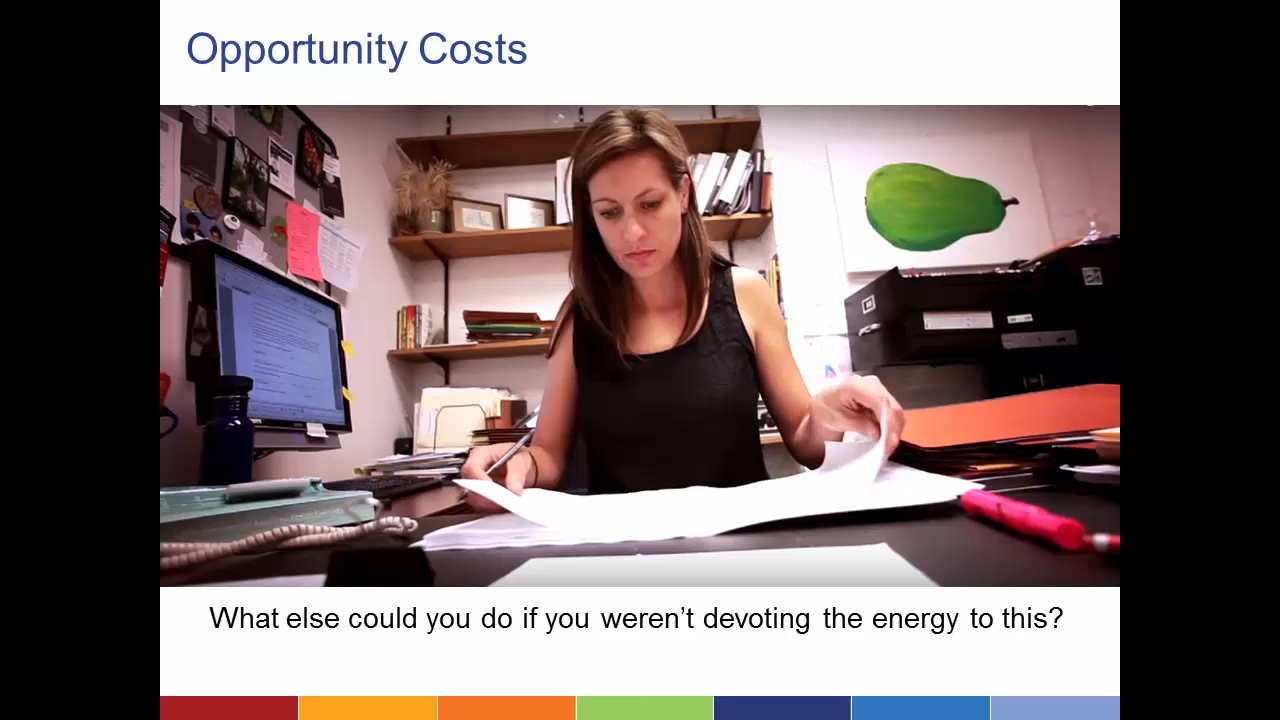 Opportunity Costs
What else could you do if you weren't devoting the energy to this?